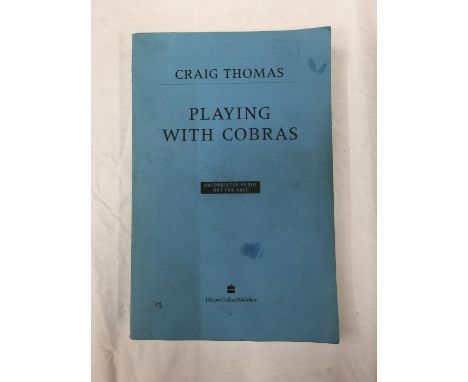 CRAIG THOMAS
PLAYING
WITH COBRAS
UNCORRECTED PROOF
NOT FOR SALE
HarperCollinsPublishers